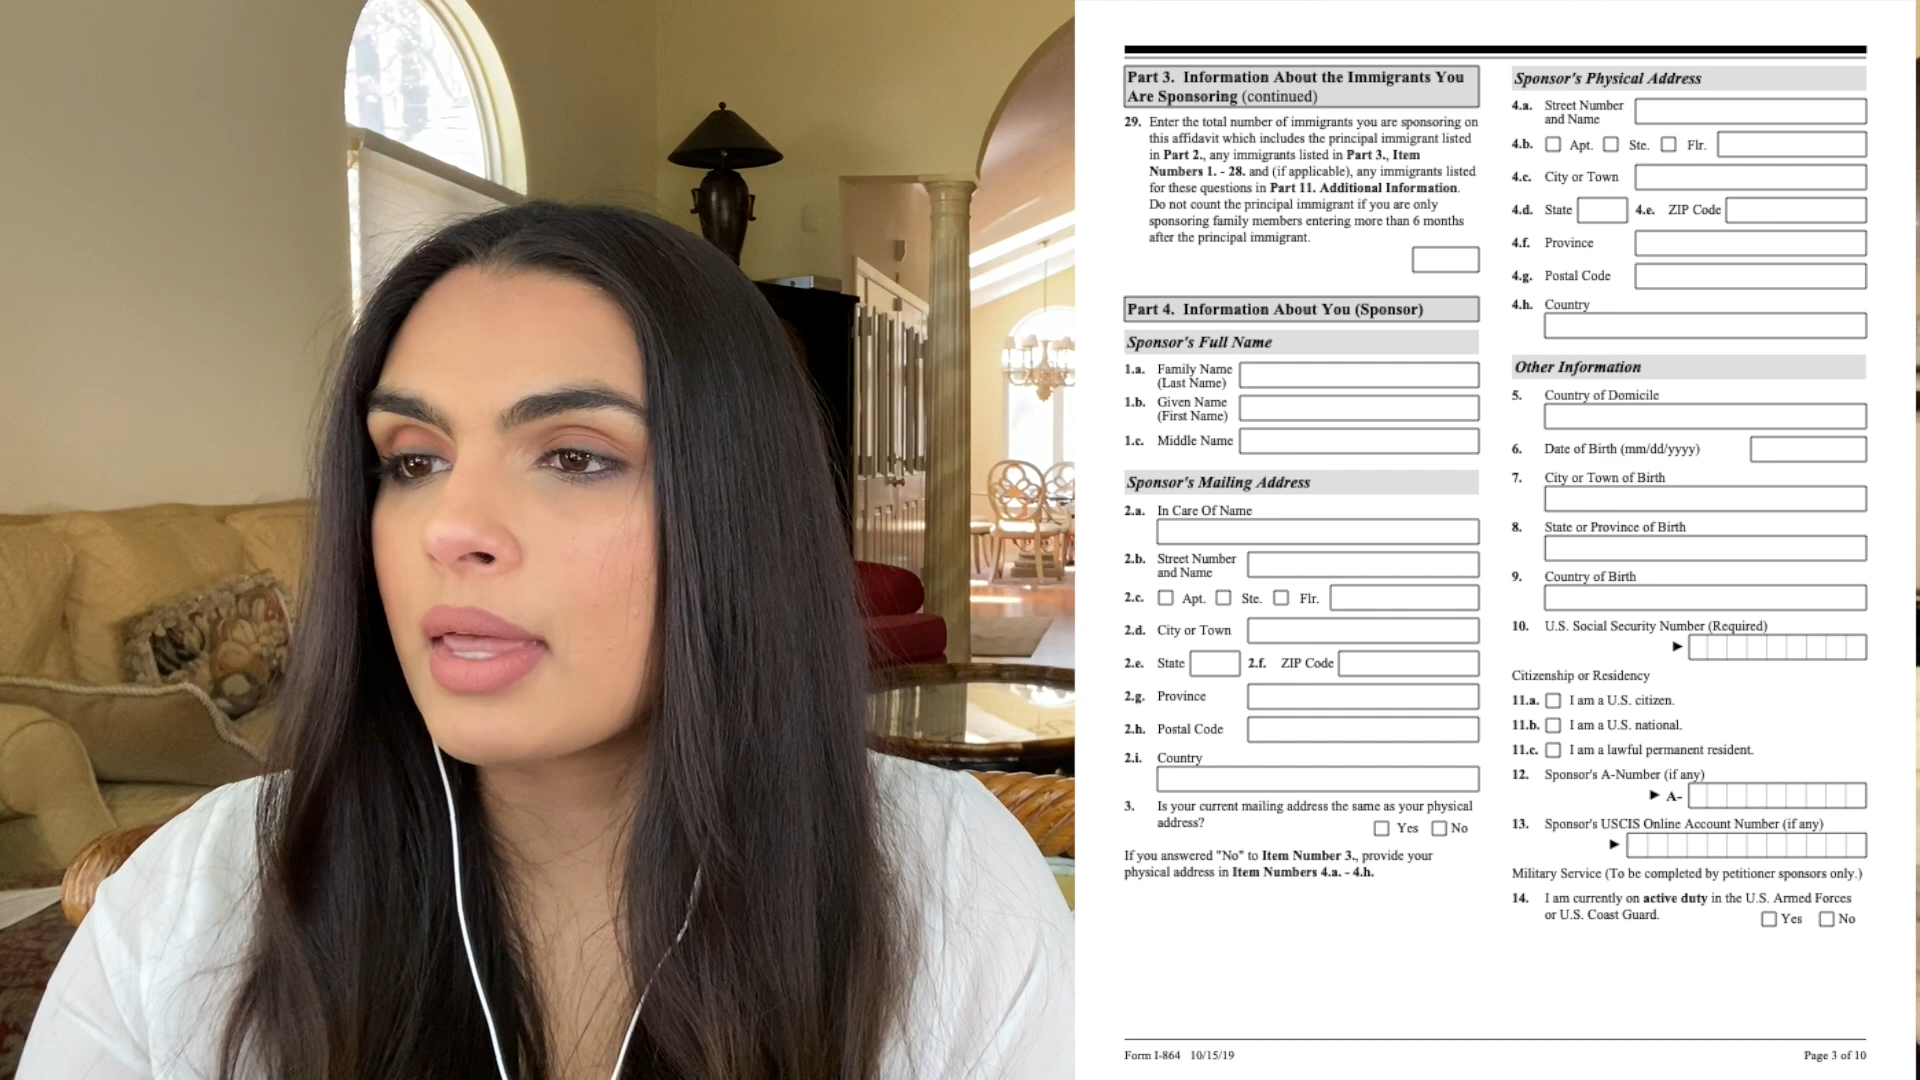 Part 3. Information About the Immigrants You
Are Sponsoring (continued)
29. Enter the total number of immigrants you are sponsoring on
this affidavit which includes the principal immigrant listed
in Part 2., any immigrants listed in Part 3., Item
Numbers 1. - 28. and (if applicable), any immigrants listed
for these questions in Part 11. Additional Information.
Do not count the principal immigrant if you are only
sponsoring family members entering more than 6 months
after the principal immigrant.
Part 4. Information About You (Sponsor)
Sponsor's Full Name
1.a. Family Name
(Last Name)
1.b. Given Name
(First Name)
1.c. Middle Name
Sponsor's Mailing Address
2.a. In Care Of Name
2.b. Street Number
and Name
2.c. Apt. Ste. Flr.
2.d. City or Town
2.e. State 2.f. ZIP Code
2.g. Province
2.h. Postal Code
2.i. Country
3. Is your current mailing address the same as your physical
address? Yes No
If you answered "No" to Item Number 3., provide your
physical address in Item Numbers 4.a. - 4.h.
Sponsor's Physical Address
4.a. Street Number
and Name
4.b. Apt. Ste. Flr.
4.c. City or Town
4.d. State 4.e. ZIP Code
4.f. Province
4.g. Postal Code
4.h. Country
Other Information
5. Country of Domicile
6. Date of Birth (mm/dd/yyyy)
7. City or Town of Birth
8. State or Province of Birth
9. Country of Birth
10. U.S. Social Security Number (Required)
Citizenship or Residency
11.a. I am a U.S. citizen.
11.b. I am a U.S. national.
11.c. I am a lawful permanent resident.
12. Sponsor's A-Number (if any)
A-
13. Sponsor's USCIS Online Account Number (if any)
Military Service (To be completed by petitioner sponsors only.)
14. I am currently on active duty in the U.S. Armed Forces
or U.S. Coast Guard. Yes No
Form I-864 10/15/19
Page 3 of 10